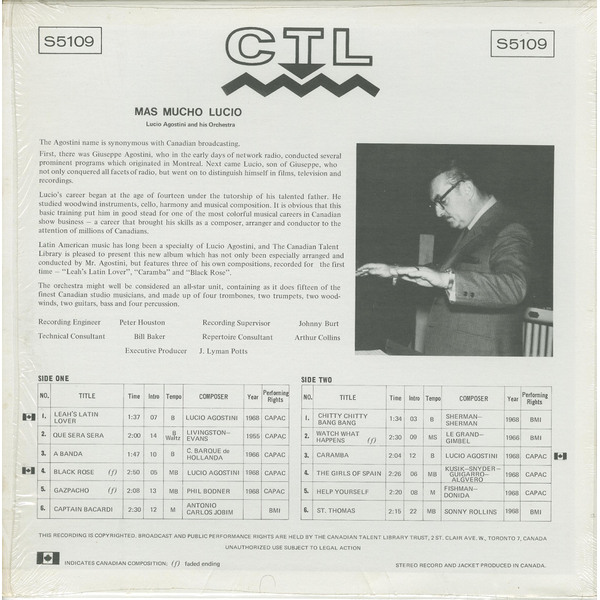 S5109
CTL
S5109
MAS MUCHO LUCIO
Lucio Agostini and his Orchestra
The Agostini name is synonymous with Canadian broadcasting.
First, there was Giuseppe Agostini, who in the early days of network radio, conducted several
prominent programs which originated in Montreal. Next came Lucio, son of Giuseppe, who
not only conquered all facets of radio, but went on to distinguish himself in films, television and
recordings.
Lucio's career began at the age of fourteen under the tutorship of his talented father. He
studied woodwind instruments, cello, harmony and musical composition. It is obvious that this
basic training put him in good stead for one of the most colorful musical careers in Canadian
show business – a career that brought his skills as a composer, arranger and conductor to the
attention of millions of Canadians.
Latin American music has long been a specialty of Lucio Agostini, and The Canadian Talent
Library is pleased to present this new album which has not only been especially arranged and
conducted by Mr. Agostini, but features three of his own compositions, recorded for the first
time – "Leah's Latin Lover", "Caramba" and "Black Rose".
The orchestra might well be considered an all-star unit, containing as it does fifteen of the
finest Canadian studio musicians, and made up of four trombones, two trumpets, two wood-
winds, two guitars, bass and four percussion.
Recording Engineer Peter Houston Recording Supervisor Johnny Burt
Technical Consultant Bill Baker Repertoire Consultant Arthur Collins
Executive Producer J. Lyman Potts
SIDE ONE
NO. TITLE Time Intro Tempo COMPOSER Year Performing Rights
1. LEAH'S LATIN LOVER 1:37 07 B LUCIO AGOSTINI 1968 CAPAC
2. QUE SERA SERA 2:00 14 B Waltz LIVINGSTON– EVANS 1955 CAPAC
3. A BANDA 1:47 10 B C. BARQUE de HOLLANDA 1966 CAPAC
4. BLACK ROSE (f) 2:50 05 MB LUCIO AGOSTINI 1968 CAPAC
5. GAZPACHO (f) 2:08 13 MB PHIL BODNER 1968 CAPAC
6. CAPTAIN BACARDI 2:30 12 M ANTONIO CARLOS JOBIM BMI
SIDE TWO
NO. TITLE Time Intro Tempo COMPOSER Year Performing Rights
1. CHITTY CHITTY BANG BANG 1:34 03 B SHERMAN– SHERMAN 1968 BMI
2. WATCH WHAT HAPPENS (f) 2:30 09 MS LE GRAND– GIMBEL 1968 BMI
3. CARAMBA 2:04 12 B LUCIO AGOSTINI 1968 CAPAC
4. THE GIRLS OF SPAIN 2:26 06 MB KUSIK–SNYDER– GUIGARRO– ALGVERO 1968 CAPAC
5. HELP YOURSELF 2:20 08 M FISHMAN– DONIDA 1968 CAPAC
6. ST. THOMAS 2:15 22 MB SONNY ROLLINS 1968 BMI
THIS RECORDING IS COPYRIGHTED. BROADCAST AND PUBLIC PERFORMANCE RIGHTS ARE HELD BY THE CANADIAN TALENT LIBRARY TRUST, 2 ST. CLAIR AVE. W., TORONTO 7, CANADA
UNAUTHORIZED USE SUBJECT TO LEGAL ACTION
INDICATES CANADIAN COMPOSITION: (f) faded ending
STEREO RECORD AND JACKET PRODUCED IN CANADA.